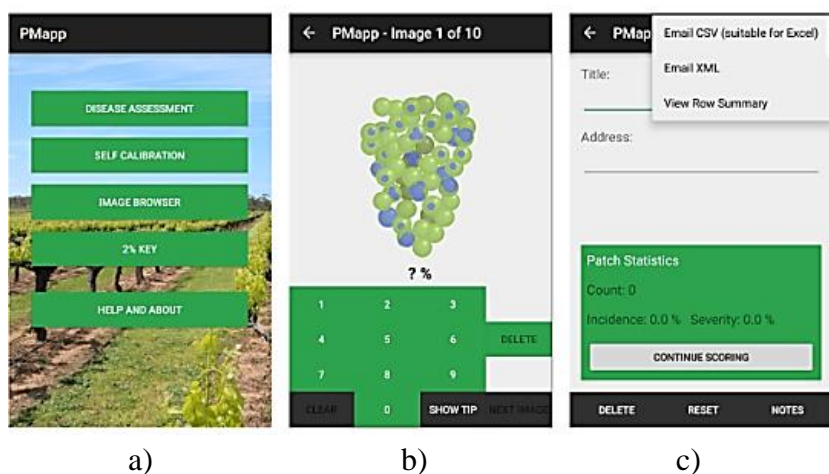 PMapp
DISEASE ASSESSMENT
SELF CALIBRATION
IMAGE BROWSER
2% KEY
HELP AND ABOUT
a)
← PMapp - Image 1 of 10
? %
1 2 3
4 5 6 DELETE
7 8 9
CLEAR 0 SHOW TIP NEXT IMAGE
b)
← PMap
Email CSV (suitable for Excel)
Email XML
View Row Summary
Title:
Address:
Patch Statistics
Count: 0
Incidence: 0.0 % Severity: 0.0 %
CONTINUE SCORING
DELETE RESET NOTES
c)